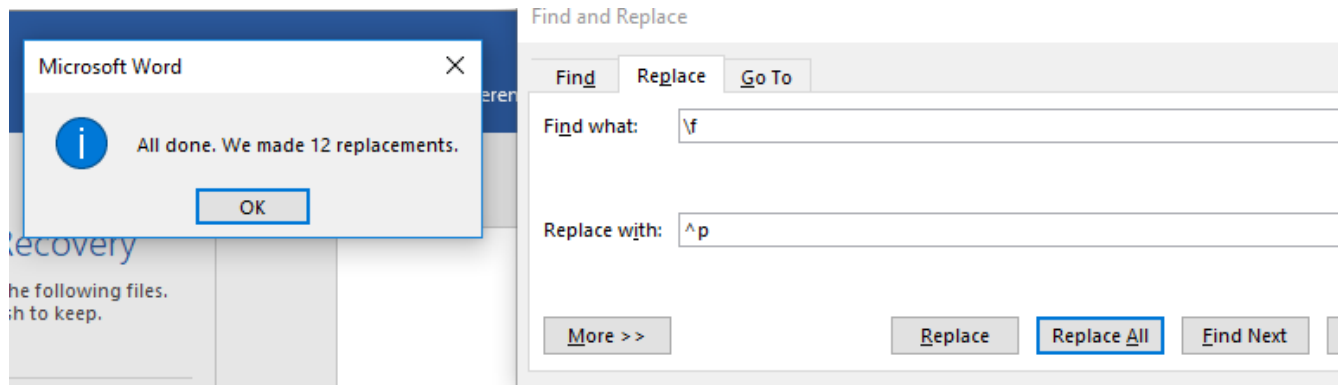 Microsoft Word
All done. We made 12 replacements.
OK
eren
Recovery
he following files.
sh to keep.
Find and Replace
Find
Replace
Go To
Find what:
\f
Replace with:
^p
More >>
Replace
Replace All
Find Next